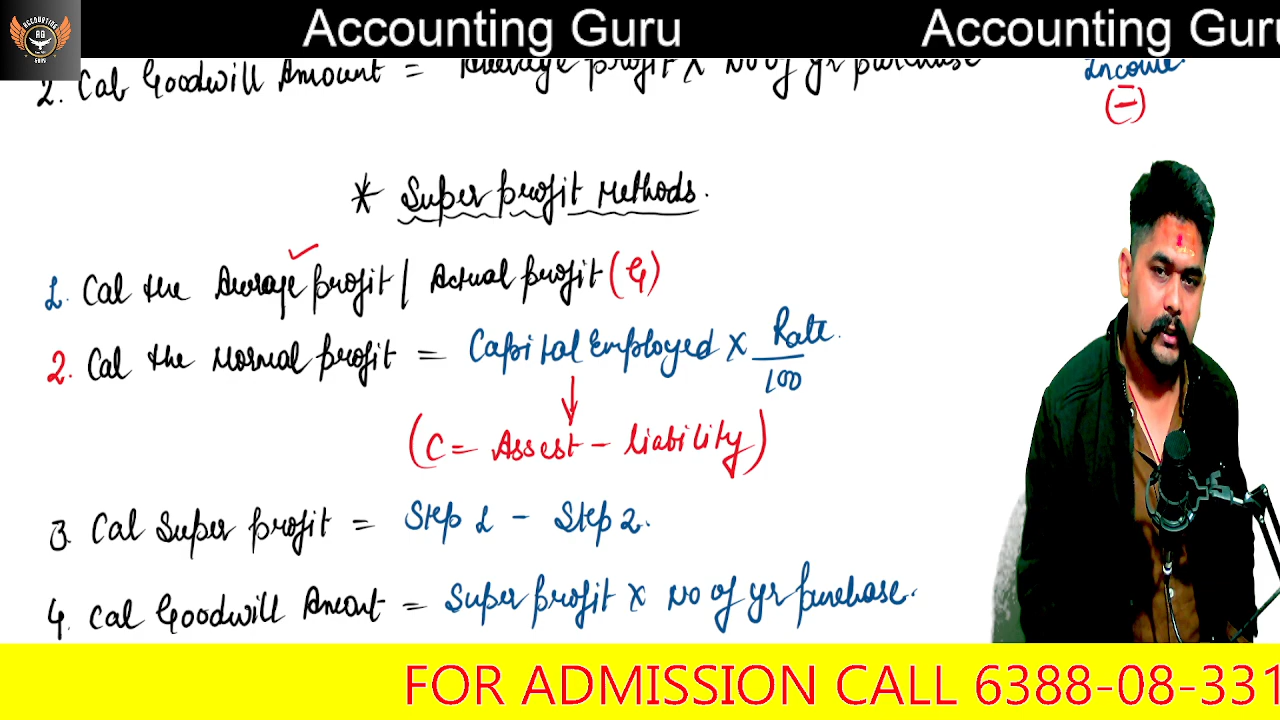 Accounting Guru Accounting Guru
ACCOUNTING
AG
GURU
2. Cal Goodwill Amount = Average profit X No of yr purchase
Income
(-)
* Super profit Methods.
1. Cal the Average profit / Actual profit (G)
2. Cal the Normal profit = Capital Employed X Rate
100
(C = Assest - liability)
3. Cal Super profit = Step 1 - Step 2.
4. Cal Goodwill Amount = Super profit X No of yr purchase.
FOR ADMISSION CALL 6388-08-331